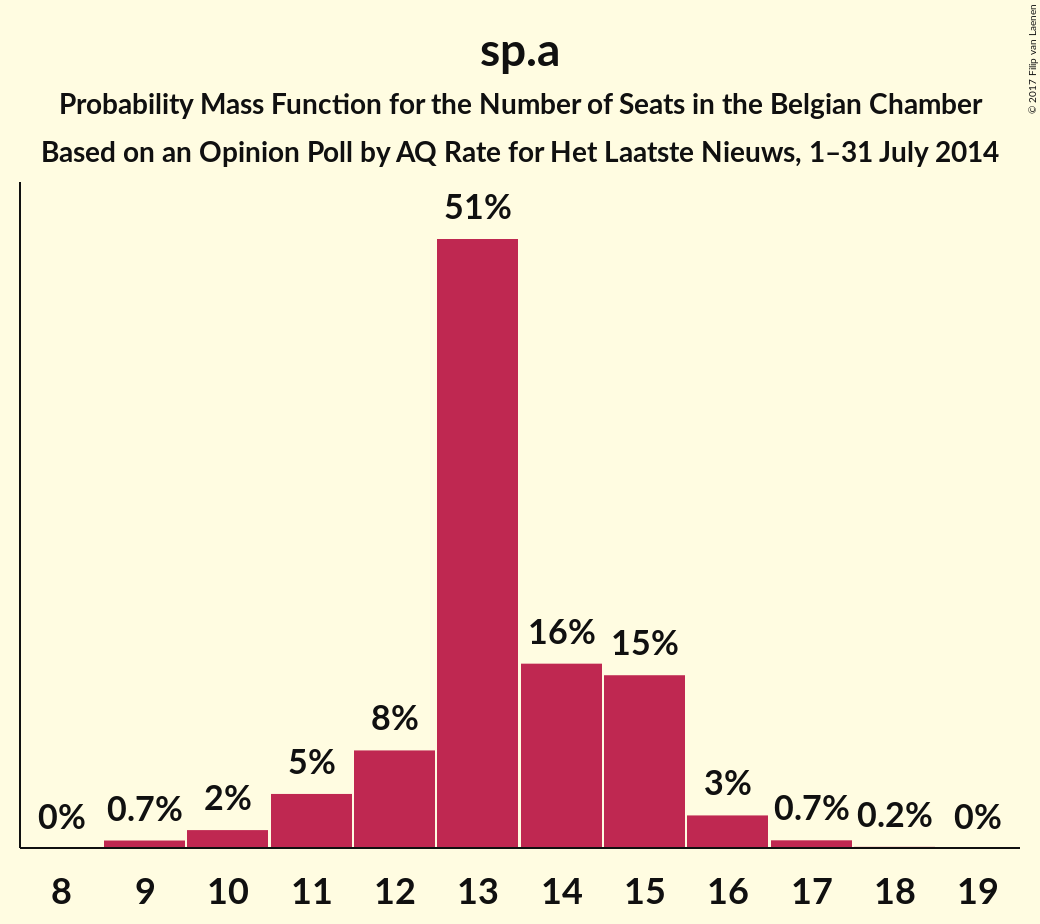 sp.a
Probability Mass Function for the Number of Seats in the Belgian Chamber
Based on an Opinion Poll by AQ Rate for Het Laatste Nieuws, 1–31 July 2014
© 2017 Filip van Laenen
0% 0.7% 2% 5% 8% 51% 16% 15% 3% 0.7% 0.2% 0%
8 9 10 11 12 13 14 15 16 17 18 19